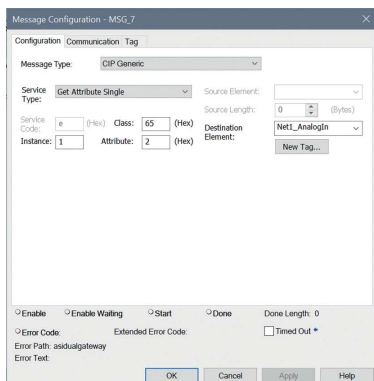 Message Configuration - MSG_7
Configuration Communication Tag
Message Type: CIP Generic
Service Type: Get Attribute Single
Source Element:
Source Length: 0 (Bytes)
Service Code: e (Hex) Class: 65 (Hex)
Destination Element: Net1_AnalogIn
Instance: 1 Attribute: 2 (Hex)
New Tag...
Enable Enable Waiting Start Done Done Length: 0
Error Code: Extended Error Code: Timed Out *
Error Path: asidualgateway
Error Text:
OK Cancel Apply Help